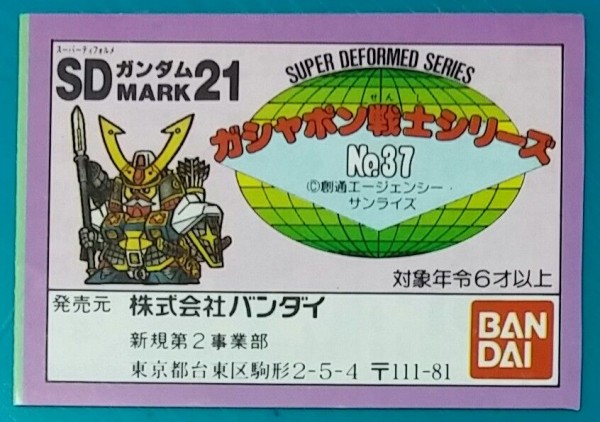 スーパーディフォルメ
SDガンダム
MARK21
SUPER DEFORMED SERIES
せんし
ガシャポン戦士シリーズ
No.37
©創通エージェンシー・
サンライズ
対象年令6才以上
発売元 株式会社バンダイ
新規第2事業部
東京都台東区駒形2-5-4 〒111-81
BAN
DAI